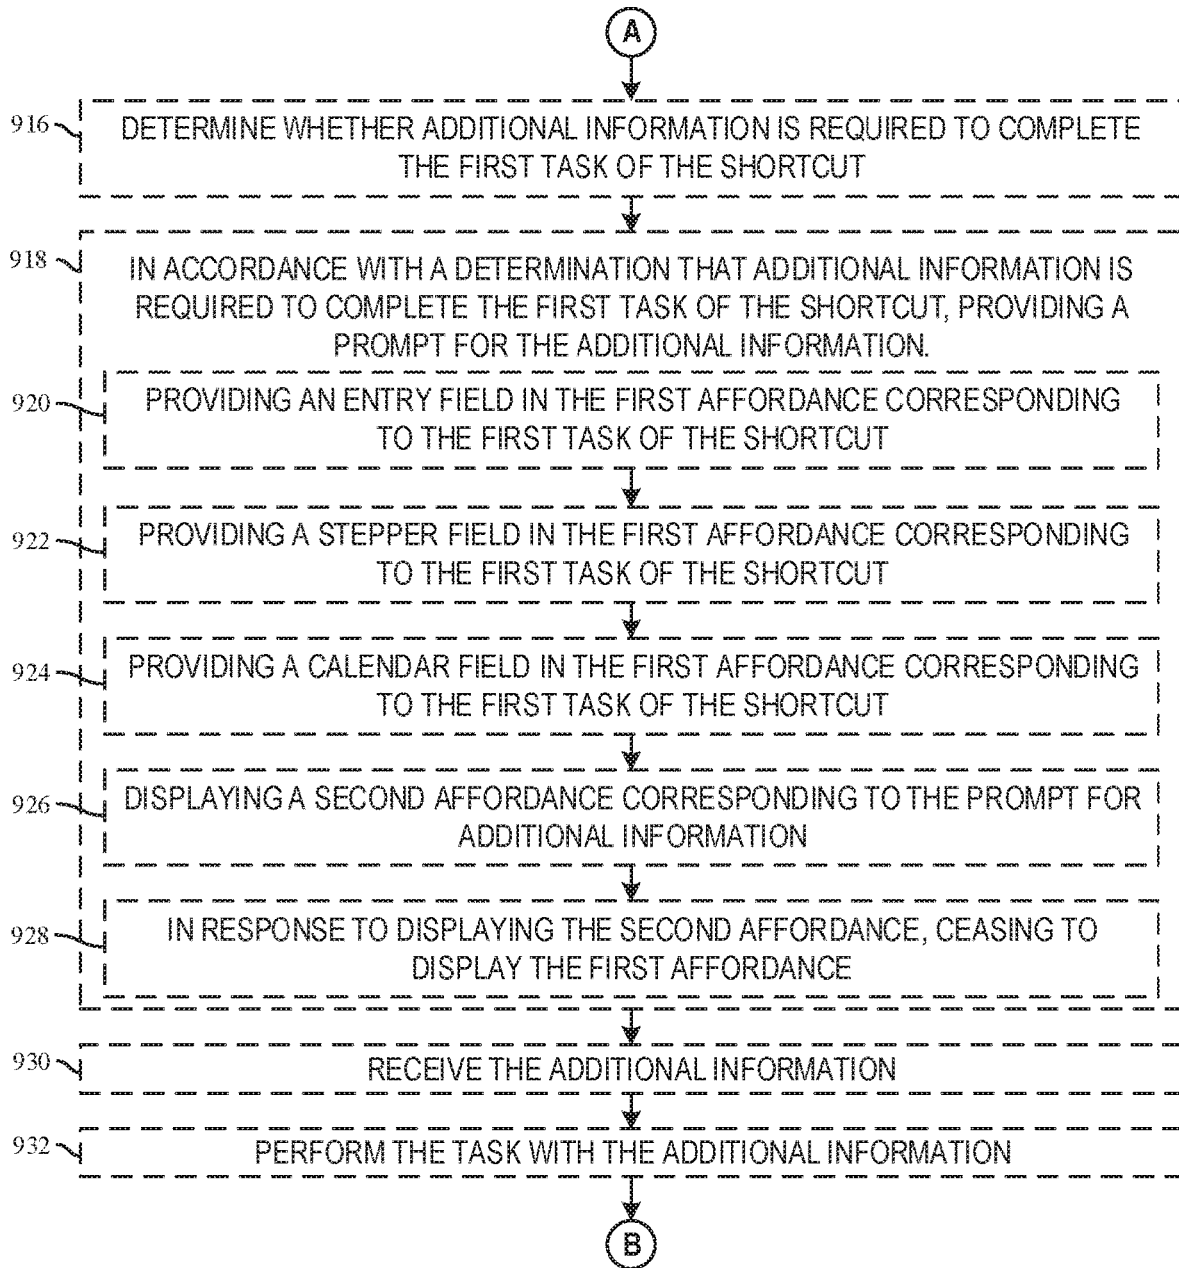 A
916
DETERMINE WHETHER ADDITIONAL INFORMATION IS REQUIRED TO COMPLETE
THE FIRST TASK OF THE SHORTCUT
918
IN ACCORDANCE WITH A DETERMINATION THAT ADDITIONAL INFORMATION IS
REQUIRED TO COMPLETE THE FIRST TASK OF THE SHORTCUT, PROVIDING A
PROMPT FOR THE ADDITIONAL INFORMATION.
920
PROVIDING AN ENTRY FIELD IN THE FIRST AFFORDANCE CORRESPONDING
TO THE FIRST TASK OF THE SHORTCUT
922
PROVIDING A STEPPER FIELD IN THE FIRST AFFORDANCE CORRESPONDING
TO THE FIRST TASK OF THE SHORTCUT
924
PROVIDING A CALENDAR FIELD IN THE FIRST AFFORDANCE CORRESPONDING
TO THE FIRST TASK OF THE SHORTCUT
926
DISPLAYING A SECOND AFFORDANCE CORRESPONDING TO THE PROMPT FOR
ADDITIONAL INFORMATION
928
IN RESPONSE TO DISPLAYING THE SECOND AFFORDANCE, CEASING TO
DISPLAY THE FIRST AFFORDANCE
930
RECEIVE THE ADDITIONAL INFORMATION
932
PERFORM THE TASK WITH THE ADDITIONAL INFORMATION
B